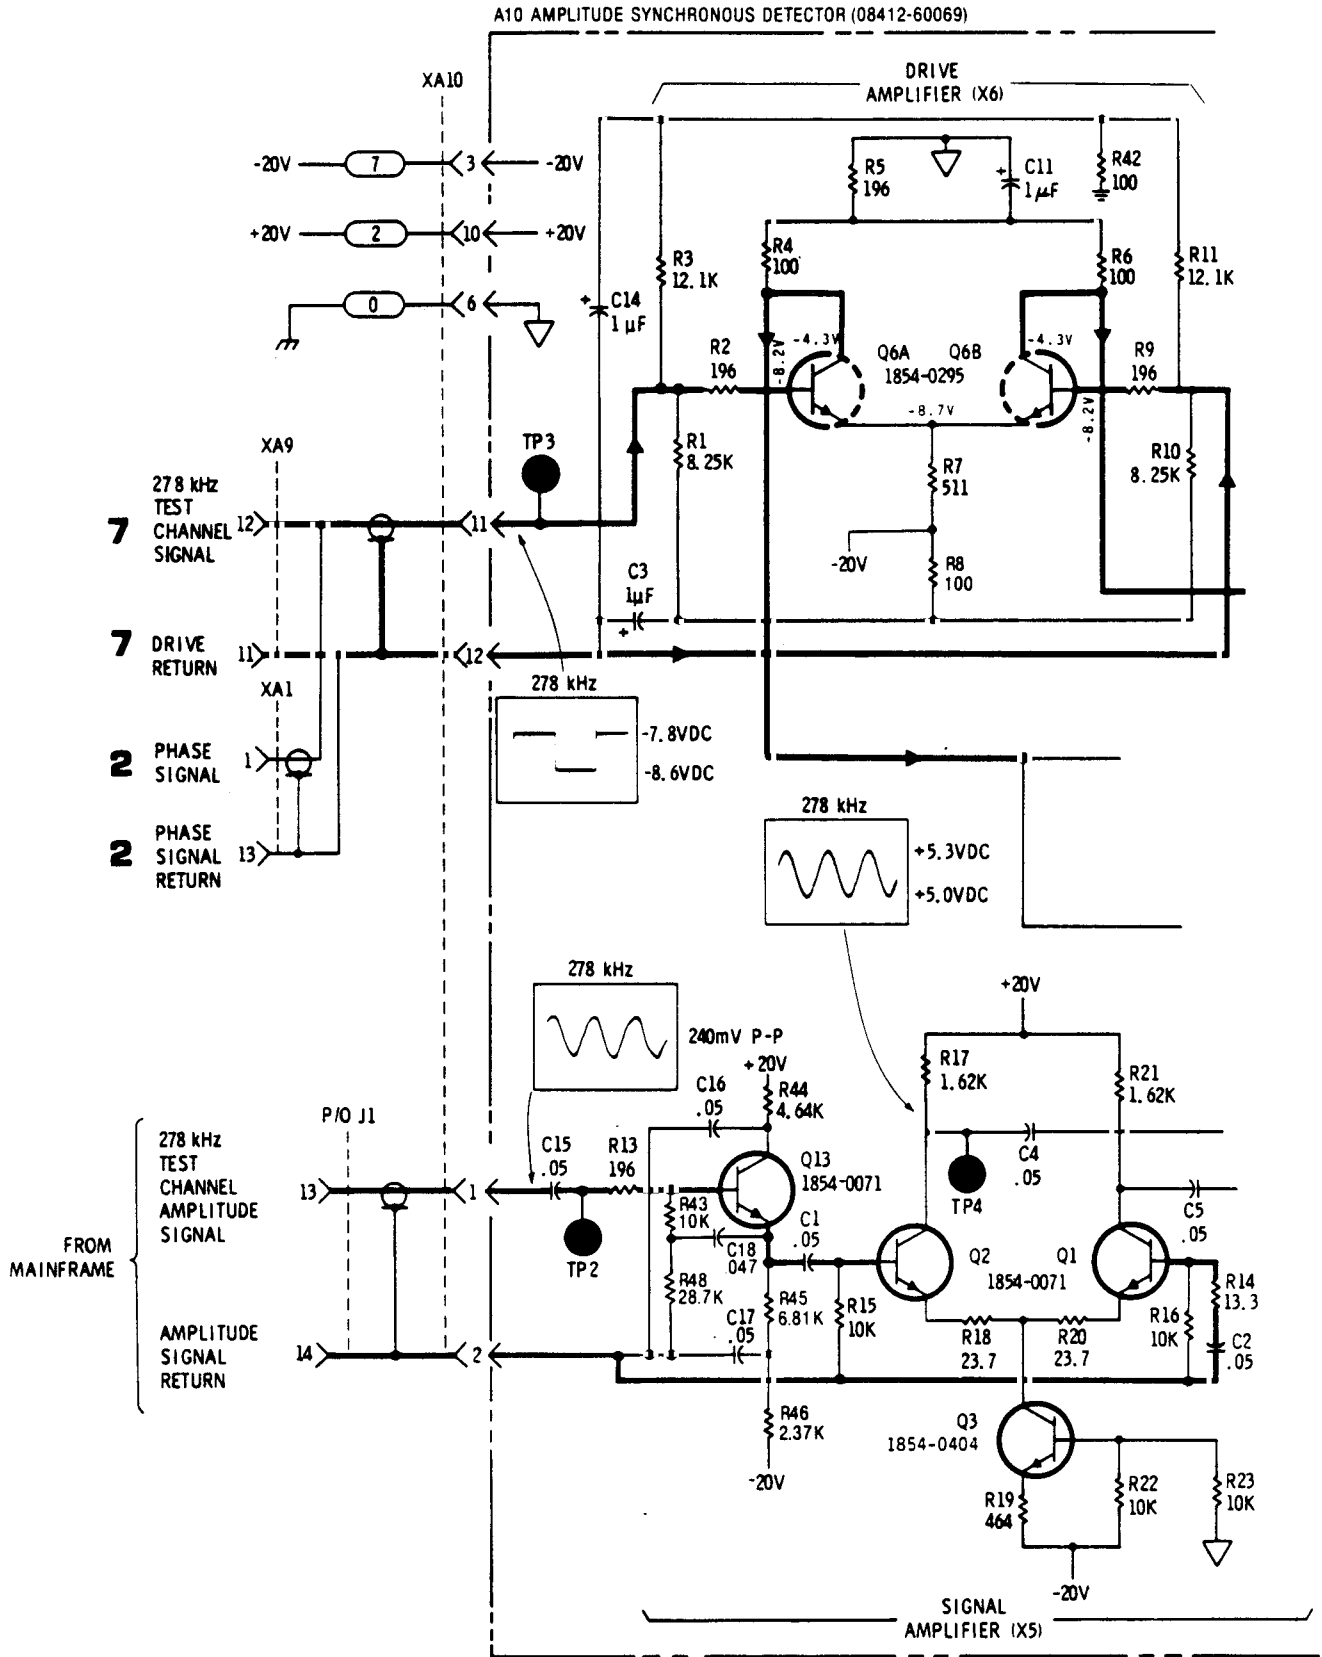 A10 AMPLITUDE SYNCHRONOUS DETECTOR (08412-60069)
XA10
DRIVE
AMPLIFIER (X6)
-20V
7
3
-20V
+20V
2
10
+20V
0
6
R5
196
+
C11
1µF
R42
100
R3
12.1K
R4
100
R6
100
R11
12.1K
+
C14
1 µF
R2
196
-8.2V
-4.3V
Q6A
Q6B
1854-0295
-4.3V
R9
196
-8.7V
-8.2V
XA9
TP3
R1
8.25K
R7
511
R10
8.25K
7
278 kHz
TEST
CHANNEL
SIGNAL
12
11
-20V
R8
100
C3
1µF
+
7
DRIVE
RETURN
11
12
XA1
278 kHz
-7.8VDC
-8.6VDC
2
PHASE
SIGNAL
1
2
PHASE
SIGNAL
RETURN
13
278 kHz
+5.3VDC
+5.0VDC
278 kHz
240mV P-P
+20V
+20V
R17
1.62K
R21
1.62K
C16
.05
R44
4.64K
P/O J1
278 kHz
TEST
CHANNEL
AMPLITUDE
SIGNAL
13
1
C15
.05
R13
196
Q13
1854-0071
C4
.05
TP4
C5
.05
R43
10K
C1
.05
FROM
MAINFRAME
TP2
C18
.047
Q2
Q1
1854-0071
R48
28.7K
R45
6.81K
R15
10K
R16
10K
R14
13.3
C17
.05
R18
23.7
R20
23.7
C2
.05
AMPLITUDE
SIGNAL
RETURN
14
2
R46
2.37K
-20V
Q3
1854-0404
R19
464
R22
10K
R23
10K
-20V
SIGNAL
AMPLIFIER (X5)